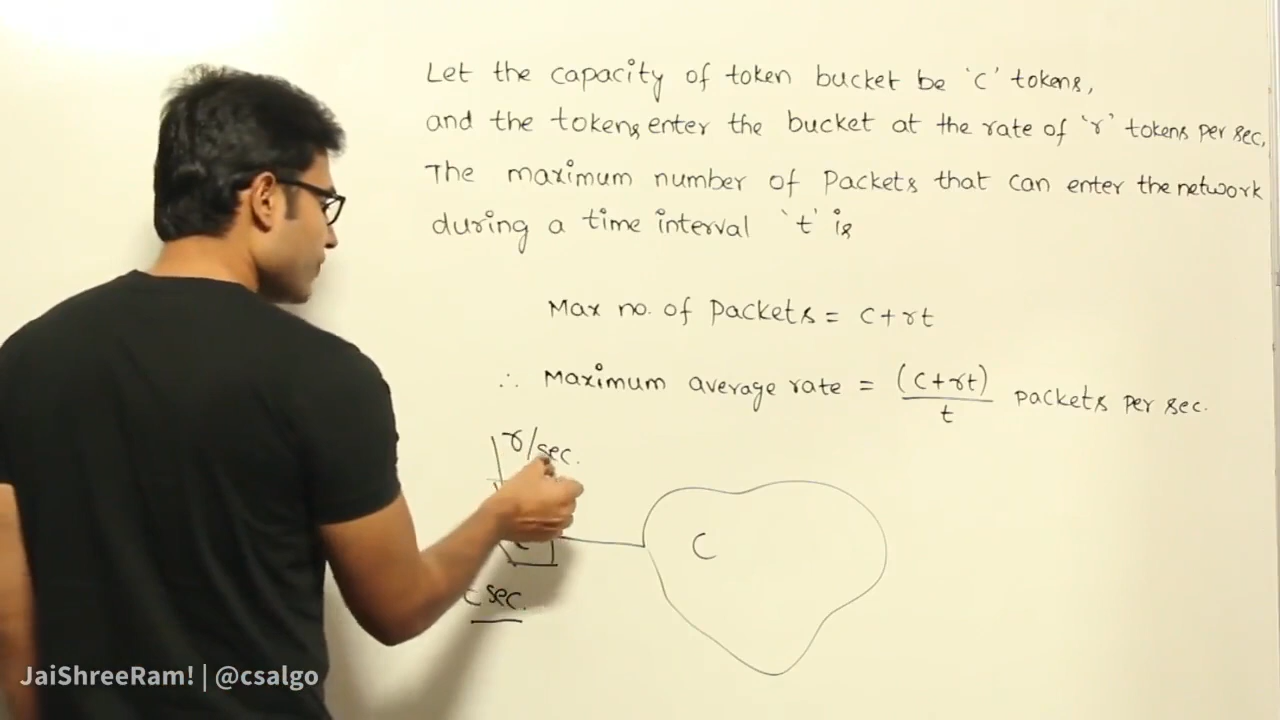 Let the capacity of token bucket be 'C' tokens,
and the tokens enter the bucket at the rate of 'r' tokens per sec,
The maximum number of Packets that can enter the network
during a time interval 't' is
Max no. of Packets = C+rt
∴ Maximum average rate = (C+rt)/t packets per sec.
r/sec.
C
sec.
JaiShreeRam! | @csalgo